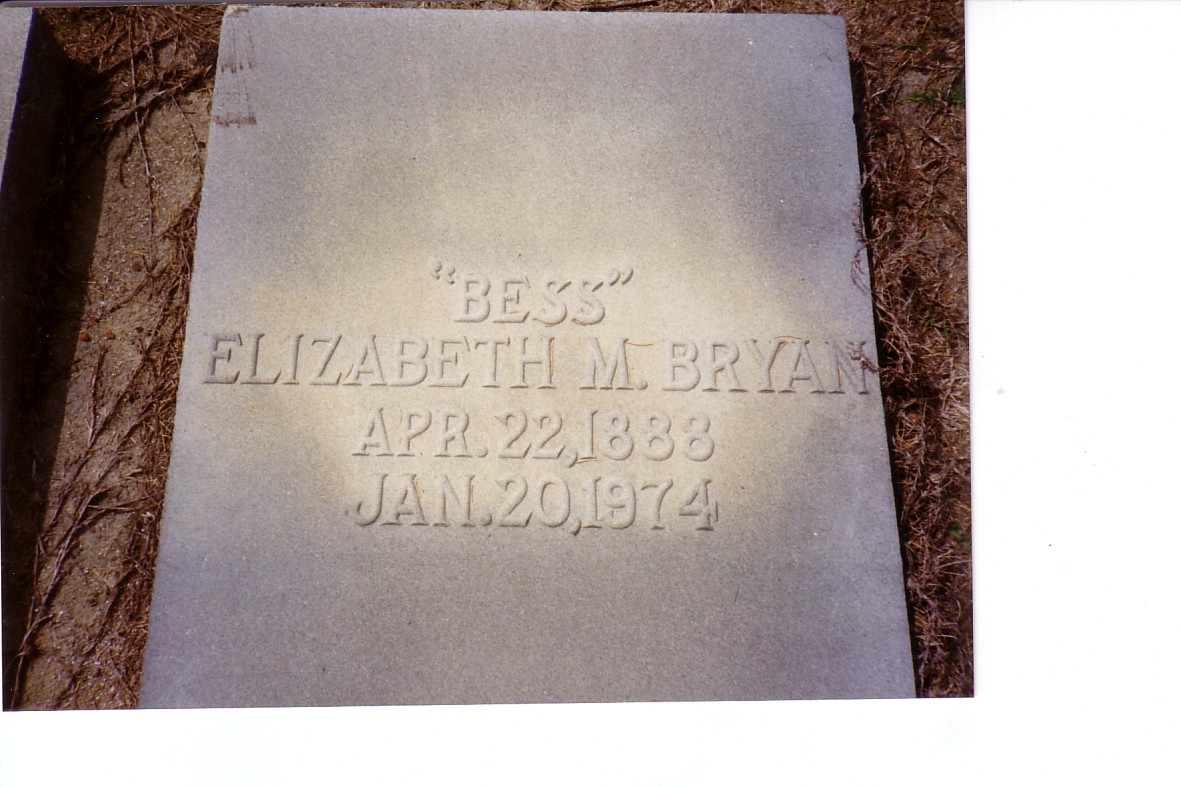 “BESS”
ELIZABETH M. BRYAN
APR. 22, 1888
JAN. 20, 1974